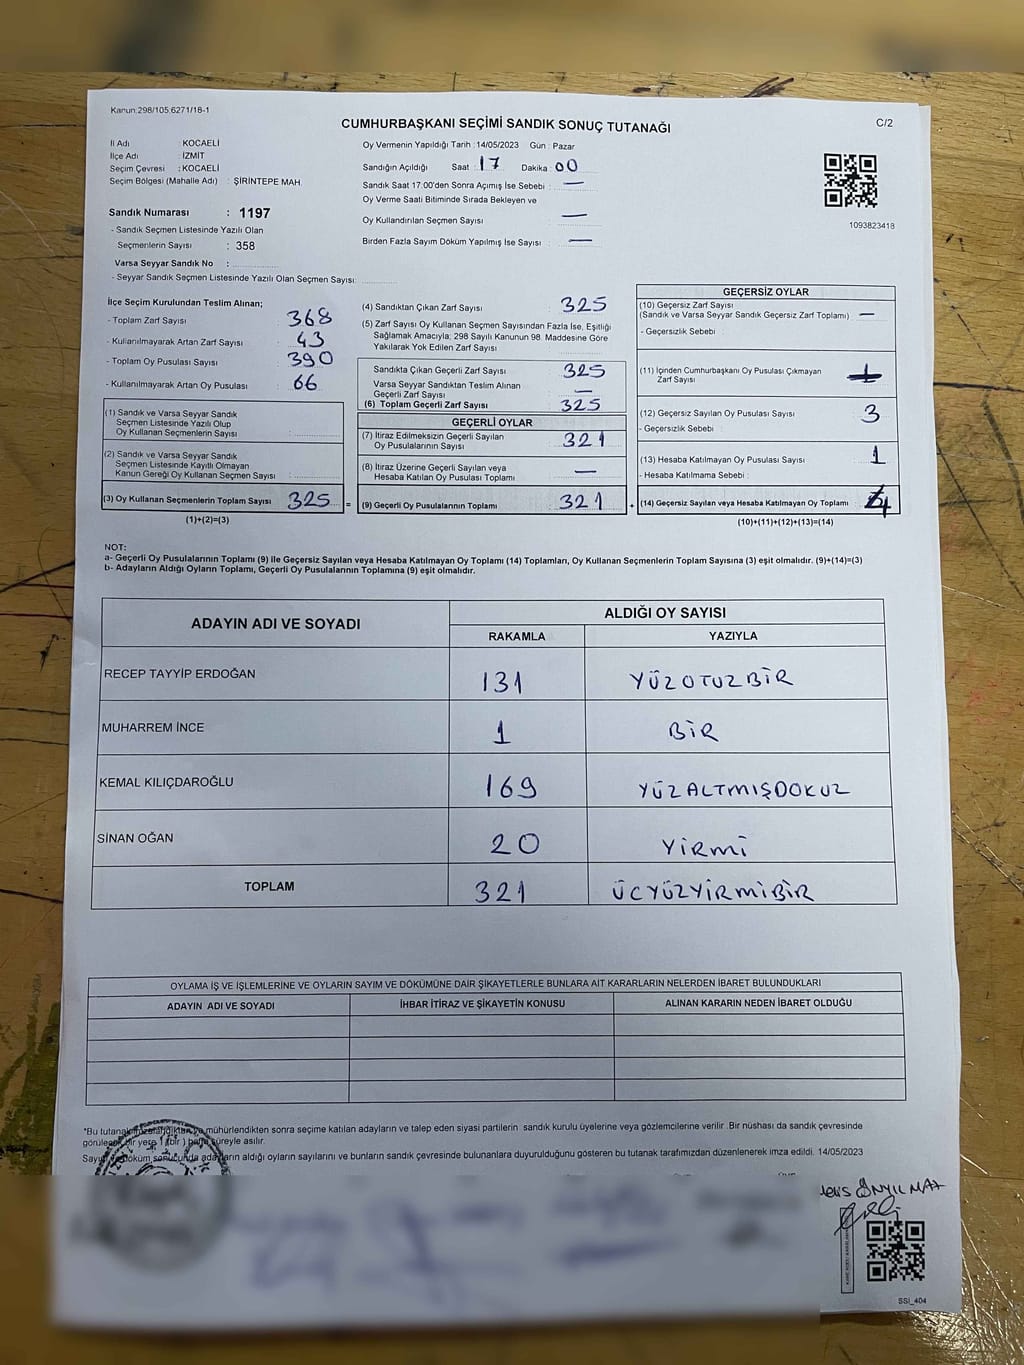 Kanun:298/105.6271/18-1
CUMHURBAŞKANI SEÇİMİ SANDIK SONUÇ TUTANAĞI
C/2
İl Adı : KOCAELİ
İlçe Adı : İZMİT
Seçim Çevresi : KOCAELİ
Seçim Bölgesi (Mahalle Adı) : ŞİRİNTEPE MAH.
Sandık Numarası : 1197
- Sandık Seçmen Listesinde Yazılı Olan
Seçmenlerin Sayısı : 358
Varsa Seyyar Sandık No :
- Seyyar Sandık Seçmen Listesinde Yazılı Olan Seçmen Sayısı:
Oy Vermenin Yapıldığı Tarih : 14/05/2023 Gün : Pazar
Sandığın Açıldığı Saat : 17 Dakika : 00
Sandık Saat 17.00'den Sonra Açımış İse Sebebi : —
Oy Verme Saati Bitiminde Sırada Bekleyen ve
Oy Kullandırılan Seçmen Sayısı —
Birden Fazla Sayım Döküm Yapılmış İse Sayısı : —
1093823418
İlçe Seçim Kurulundan Teslim Alınan;
- Toplam Zarf Sayısı : 368
- Kullanılmayarak Artan Zarf Sayısı : 43
- Toplam Oy Pusulası Sayısı : 390
- Kullanılmayarak Artan Oy Pusulası : 66
(1) Sandık ve Varsa Seyyar Sandık
Seçmen Listesinde Yazılı Olup
Oy Kullanan Seçmenlerin Sayısı :
(2) Sandık ve Varsa Seyyar Sandık
Seçmen Listesinde Kayıtlı Olmayan
Kanun Gereği Oy Kullanan Seçmen Sayısı :
(3) Oy Kullanan Seçmenlerin Toplam Sayısı 325 =
(1)+(2)=(3)
(4) Sandıktan Çıkan Zarf Sayısı : 325
(5) Zarf Sayısı Oy Kullanan Seçmen Sayısından Fazla İse, Eşitliği
Sağlamak Amacıyla; 298 Sayılı Kanunun 98. Maddesine Göre
Yakılarak Yok Edilen Zarf Sayısı
Sandıkta Çıkan Geçerli Zarf Sayısı : 325
Varsa Seyyar Sandıktan Teslim Alınan
Geçerli Zarf Sayısı : —
(6) Toplam Geçerli Zarf Sayısı : 325
GEÇERLİ OYLAR
(7) İtiraz Edilmeksizin Geçerli Sayılan
Oy Pusulalarının Sayısı : 321
(8) İtiraz Üzerine Geçerli Sayılan veya
Hesaba Katılan Oy Pusulası Toplamı : —
(9) Geçerli Oy Pusulalarının Toplamı : 321 +
GEÇERSİZ OYLAR
(10) Geçersiz Zarf Sayısı
(Sandık ve Varsa Seyyar Sandık Geçersiz Zarf Toplamı) —
- Geçersizlik Sebebi :
(11) İçinden Cumhurbaşkanı Oy Pusulası Çıkmayan
Zarf Sayısı
(12) Geçersiz Sayılan Oy Pusulası Sayısı 3
- Geçersizlik Sebebi :
(13) Hesaba Katılmayan Oy Pusulası Sayısı 1
- Hesaba Katılmama Sebebi :
(14) Geçersiz Sayılan veya Hesaba Katılmayan Oy Toplamı 4
(10)+(11)+(12)+(13)=(14)
NOT:
a- Geçerli Oy Pusulalarının Toplamı (9) ile Geçersiz Sayılan veya Hesaba Katılmayan Oy Toplamı (14) Toplamları, Oy Kullanan Seçmenlerin Toplam Sayısına (3) eşit olmalıdır. (9)+(14)=(3)
b- Adayların Aldığı Oyların Toplamı, Geçerli Oy Pusulalarının Toplamına (9) eşit olmalıdır.
ADAYIN ADI VE SOYADI
ALDIĞI OY SAYISI
RAKAMLA YAZIYLA
RECEP TAYYİP ERDOĞAN 131 YÜZOTUZBİR
MUHARREM İNCE 1 BİR
KEMAL KILIÇDAROĞLU 169 YÜZALTMIŞDOKUZ
SİNAN OĞAN 20 YİRMİ
TOPLAM 321 ÜCYÜZYİRMİBİR
OYLAMA İŞ VE İŞLEMLERİNE VE OYLARIN SAYIM VE DÖKÜMÜNE DAİR ŞİKAYETLERLE BUNLARA AİT KARARLARIN NELERDEN İBARET BULUNDUKLARI
ADAYIN ADI VE SOYADI İHBAR İTİRAZ VE ŞİKAYETİN KONUSU ALINAN KARARIN NEDEN İBARET OLDUĞU
*Bu tutanak imzalandıktan ve mühürlendikten sonra seçime katılan adayların ve talep eden siyasi partilerin sandık kurulu üyelerine veya gözlemcilerine verilir. Bir nüshası da sandık çevresinde
görülecek bir yere 1 (bir) hafta süreyle asılır.
Sayım ve döküm sonucunda adayların aldığı oyların sayılarını ve bunların sandık çevresinde bulunanlara duyurulduğunu gösteren bu tutanak tarafımızdan düzenlenerek imza edildi. 14/05/2023
SSI_404